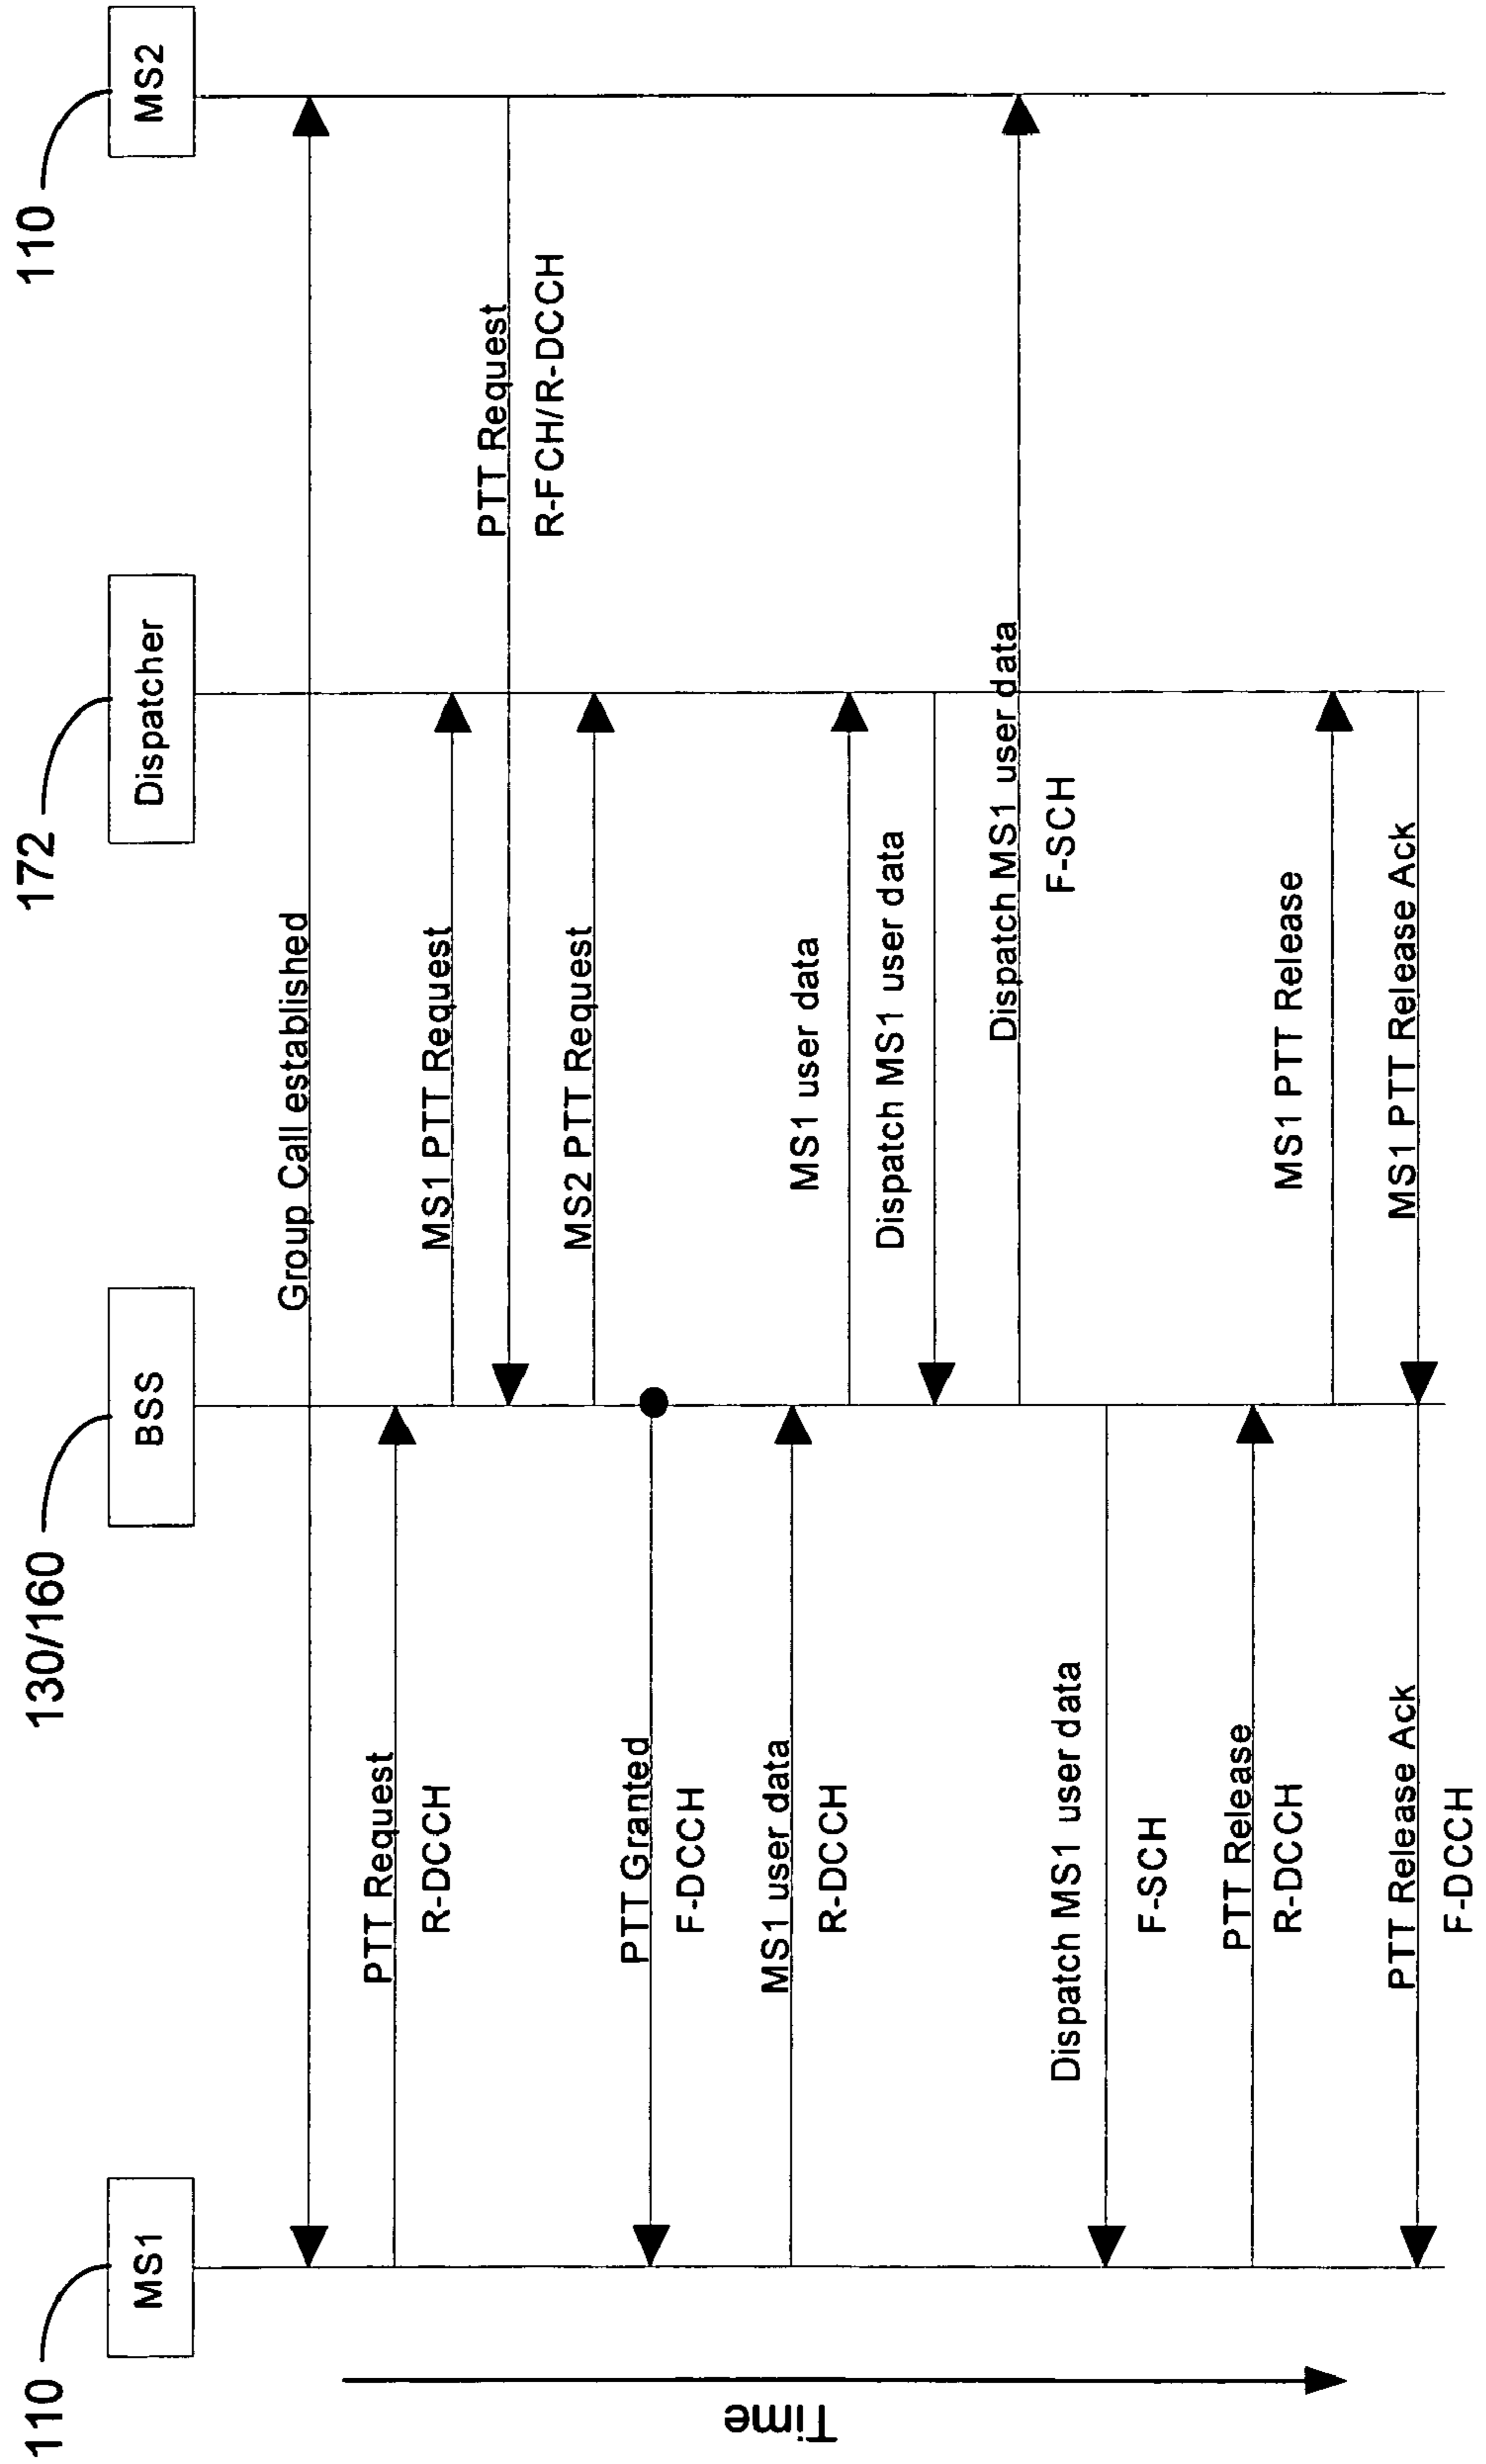 110
130/160
172
110
MS1
BSS
Dispatcher
MS2
Time
Group Call established
PTT Request
R-DCCH
MS1 PTT Request
PTT Request
R-FCH/R-DCCH
MS2 PTT Request
PTT Granted
F-DCCH
MS1 user data
R-DCCH
MS1 user data
Dispatch MS1 user data
Dispatch MS1 user data
F-SCH
Dispatch MS1 user data
F-SCH
PTT Release
R-DCCH
MS1 PTT Release
PTT Release Ack
F-DCCH
MS1 PTT Release Ack